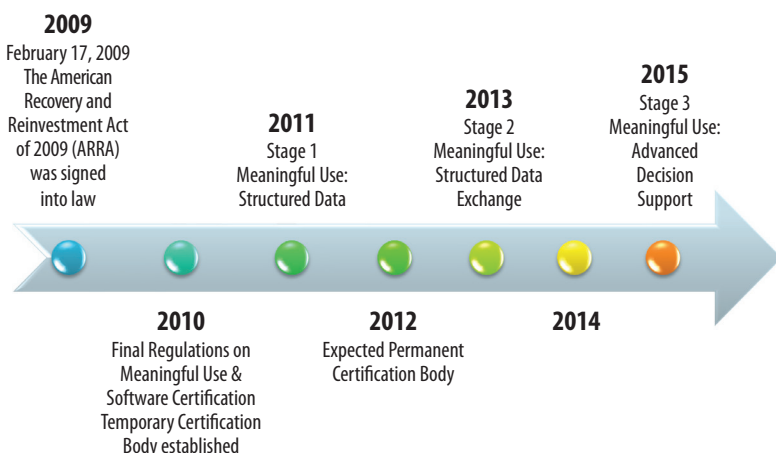 2009
February 17, 2009
The American
Recovery and
Reinvestment Act
of 2009 (ARRA)
was signed
into law
2010
Final Regulations on
Meaningful Use &
Software Certification
Temporary Certification
Body established
2011
Stage 1
Meaningful Use:
Structured Data
2012
Expected Permanent
Certification Body
2013
Stage 2
Meaningful Use:
Structured Data
Exchange
2014
2015
Stage 3
Meaningful Use:
Advanced
Decision
Support